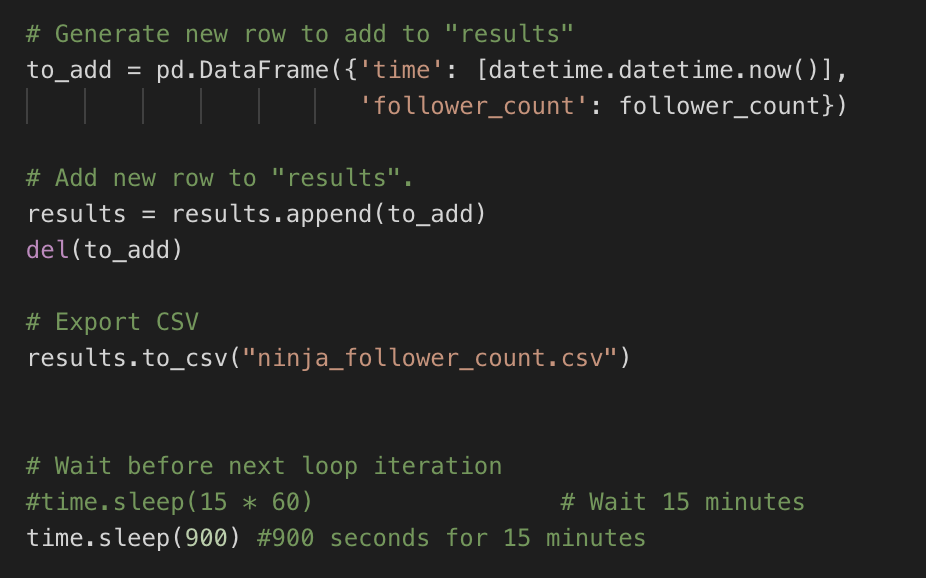 # Generate new row to add to "results"
to_add = pd.DataFrame({'time': [datetime.datetime.now()],
'follower_count': follower_count})
# Add new row to "results".
results = results.append(to_add)
del(to_add)
# Export CSV
results.to_csv("ninja_follower_count.csv")
# Wait before next loop iteration
#time.sleep(15 * 60)                 # Wait 15 minutes
time.sleep(900) #900 seconds for 15 minutes